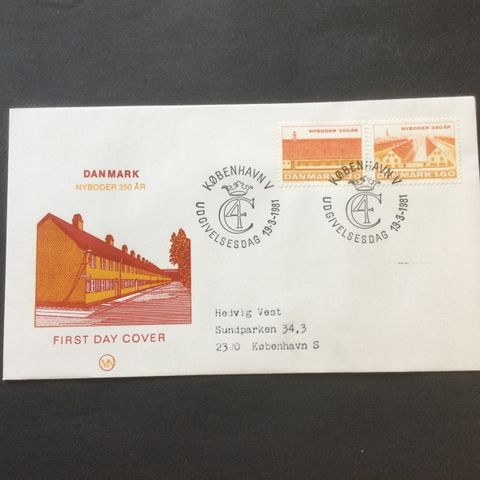 DANMARK
NYBODER 350 ÅR
FIRST DAY COVER
NYBODER 350 ÅR
DANMARK
NYBODER 350 ÅR
DANMARK 1.60
KØBENHAVN V
UDGIVELSESDAG 19-3-1981
KØBENHAVN V
UDGIVELSESDAG 19-3-1981
Hedvig Vest
Sundparken 34,3
2300 København S